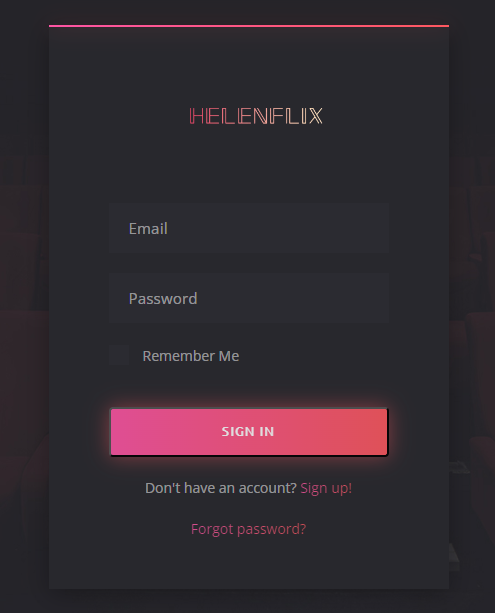 HELENFLIX
Email
Password
Remember Me
SIGN IN
Don't have an account? Sign up!
Forgot password?